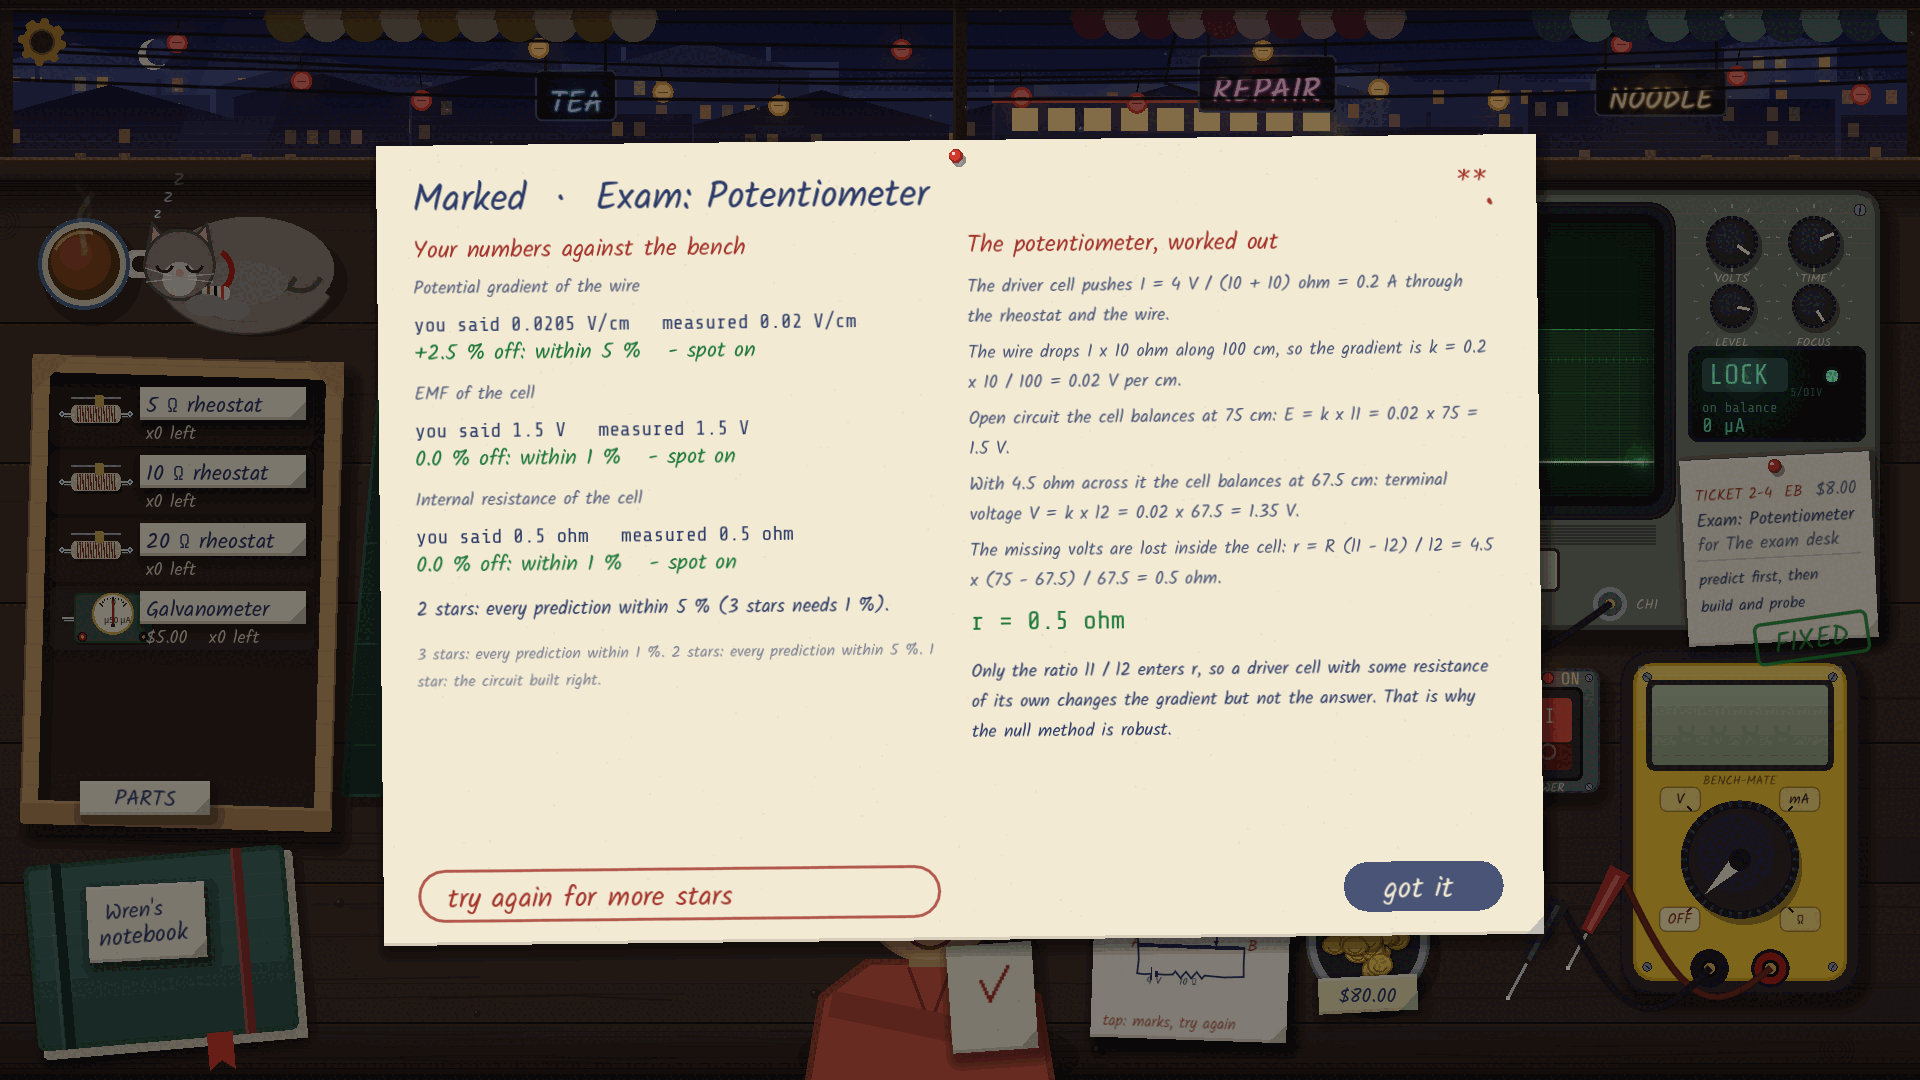 TEA
REPAIR
NOODLE
z
z
z
Marked · Exam: Potentiometer
**
Your numbers against the bench
Potential gradient of the wire
you said 0.0205 V/cm measured 0.02 V/cm
+2.5 % off: within 5 % - spot on
EMF of the cell
you said 1.5 V measured 1.5 V
0.0 % off: within 1 % - spot on
Internal resistance of the cell
you said 0.5 ohm measured 0.5 ohm
0.0 % off: within 1 % - spot on
2 stars: every prediction within 5 % (3 stars needs 1 %).
3 stars: every prediction within 1 %. 2 stars: every prediction within 5 %. 1
star: the circuit built right.
try again for more stars
The potentiometer, worked out
The driver cell pushes I = 4 V / (10 + 10) ohm = 0.2 A through
the rheostat and the wire.
The wire drops I x 10 ohm along 100 cm, so the gradient is k = 0.2
x 10 / 100 = 0.02 V per cm.
Open circuit the cell balances at 75 cm: E = k x l1 = 0.02 x 75 =
1.5 V.
With 4.5 ohm across it the cell balances at 67.5 cm: terminal
voltage V = k x l2 = 0.02 x 67.5 = 1.35 V.
The missing volts are lost inside the cell: r = R (l1 - l2) / l2 = 4.5
x (75 - 67.5) / 67.5 = 0.5 ohm.
r = 0.5 ohm
Only the ratio l1 / l2 enters r, so a driver cell with some resistance
of its own changes the gradient but not the answer. That is why
the null method is robust.
got it
5 Ω rheostat
x0 left
10 Ω rheostat
x0 left
20 Ω rheostat
x0 left
Galvanometer
$5.00 x0 left
PARTS
Wren's
notebook
VOLTS
TIME
LEVEL
FOCUS
LOCK
S/DIV
on balance
0 µA
CH1
TICKET 2-4 EB $8.00
Exam: Potentiometer
for The exam desk
predict first, then
build and probe
FIXED
ON
I
BENCH-MATE
V
mA
OFF
Ω
B
tap: marks, try again
$80.00